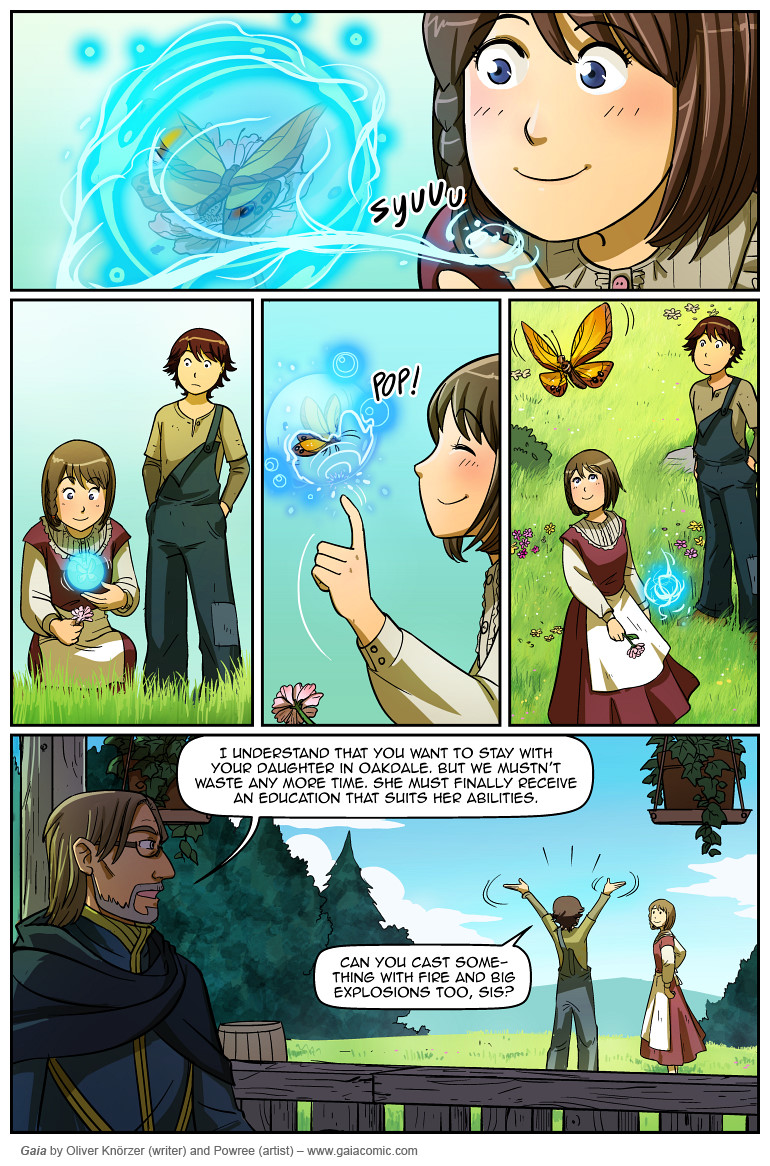 SYUUU
POP!
I UNDERSTAND THAT YOU WANT TO STAY WITH
YOUR DAUGHTER IN OAKDALE. BUT WE MUSTN'T
WASTE ANY MORE TIME. SHE MUST FINALLY RECEIVE
AN EDUCATION THAT SUITS HER ABILITIES.
CAN YOU CAST SOME-
THING WITH FIRE AND BIG
EXPLOSIONS TOO, SIS?
Gaia by Oliver Knörzer (writer) and Powree (artist) – www.gaiacomic.com